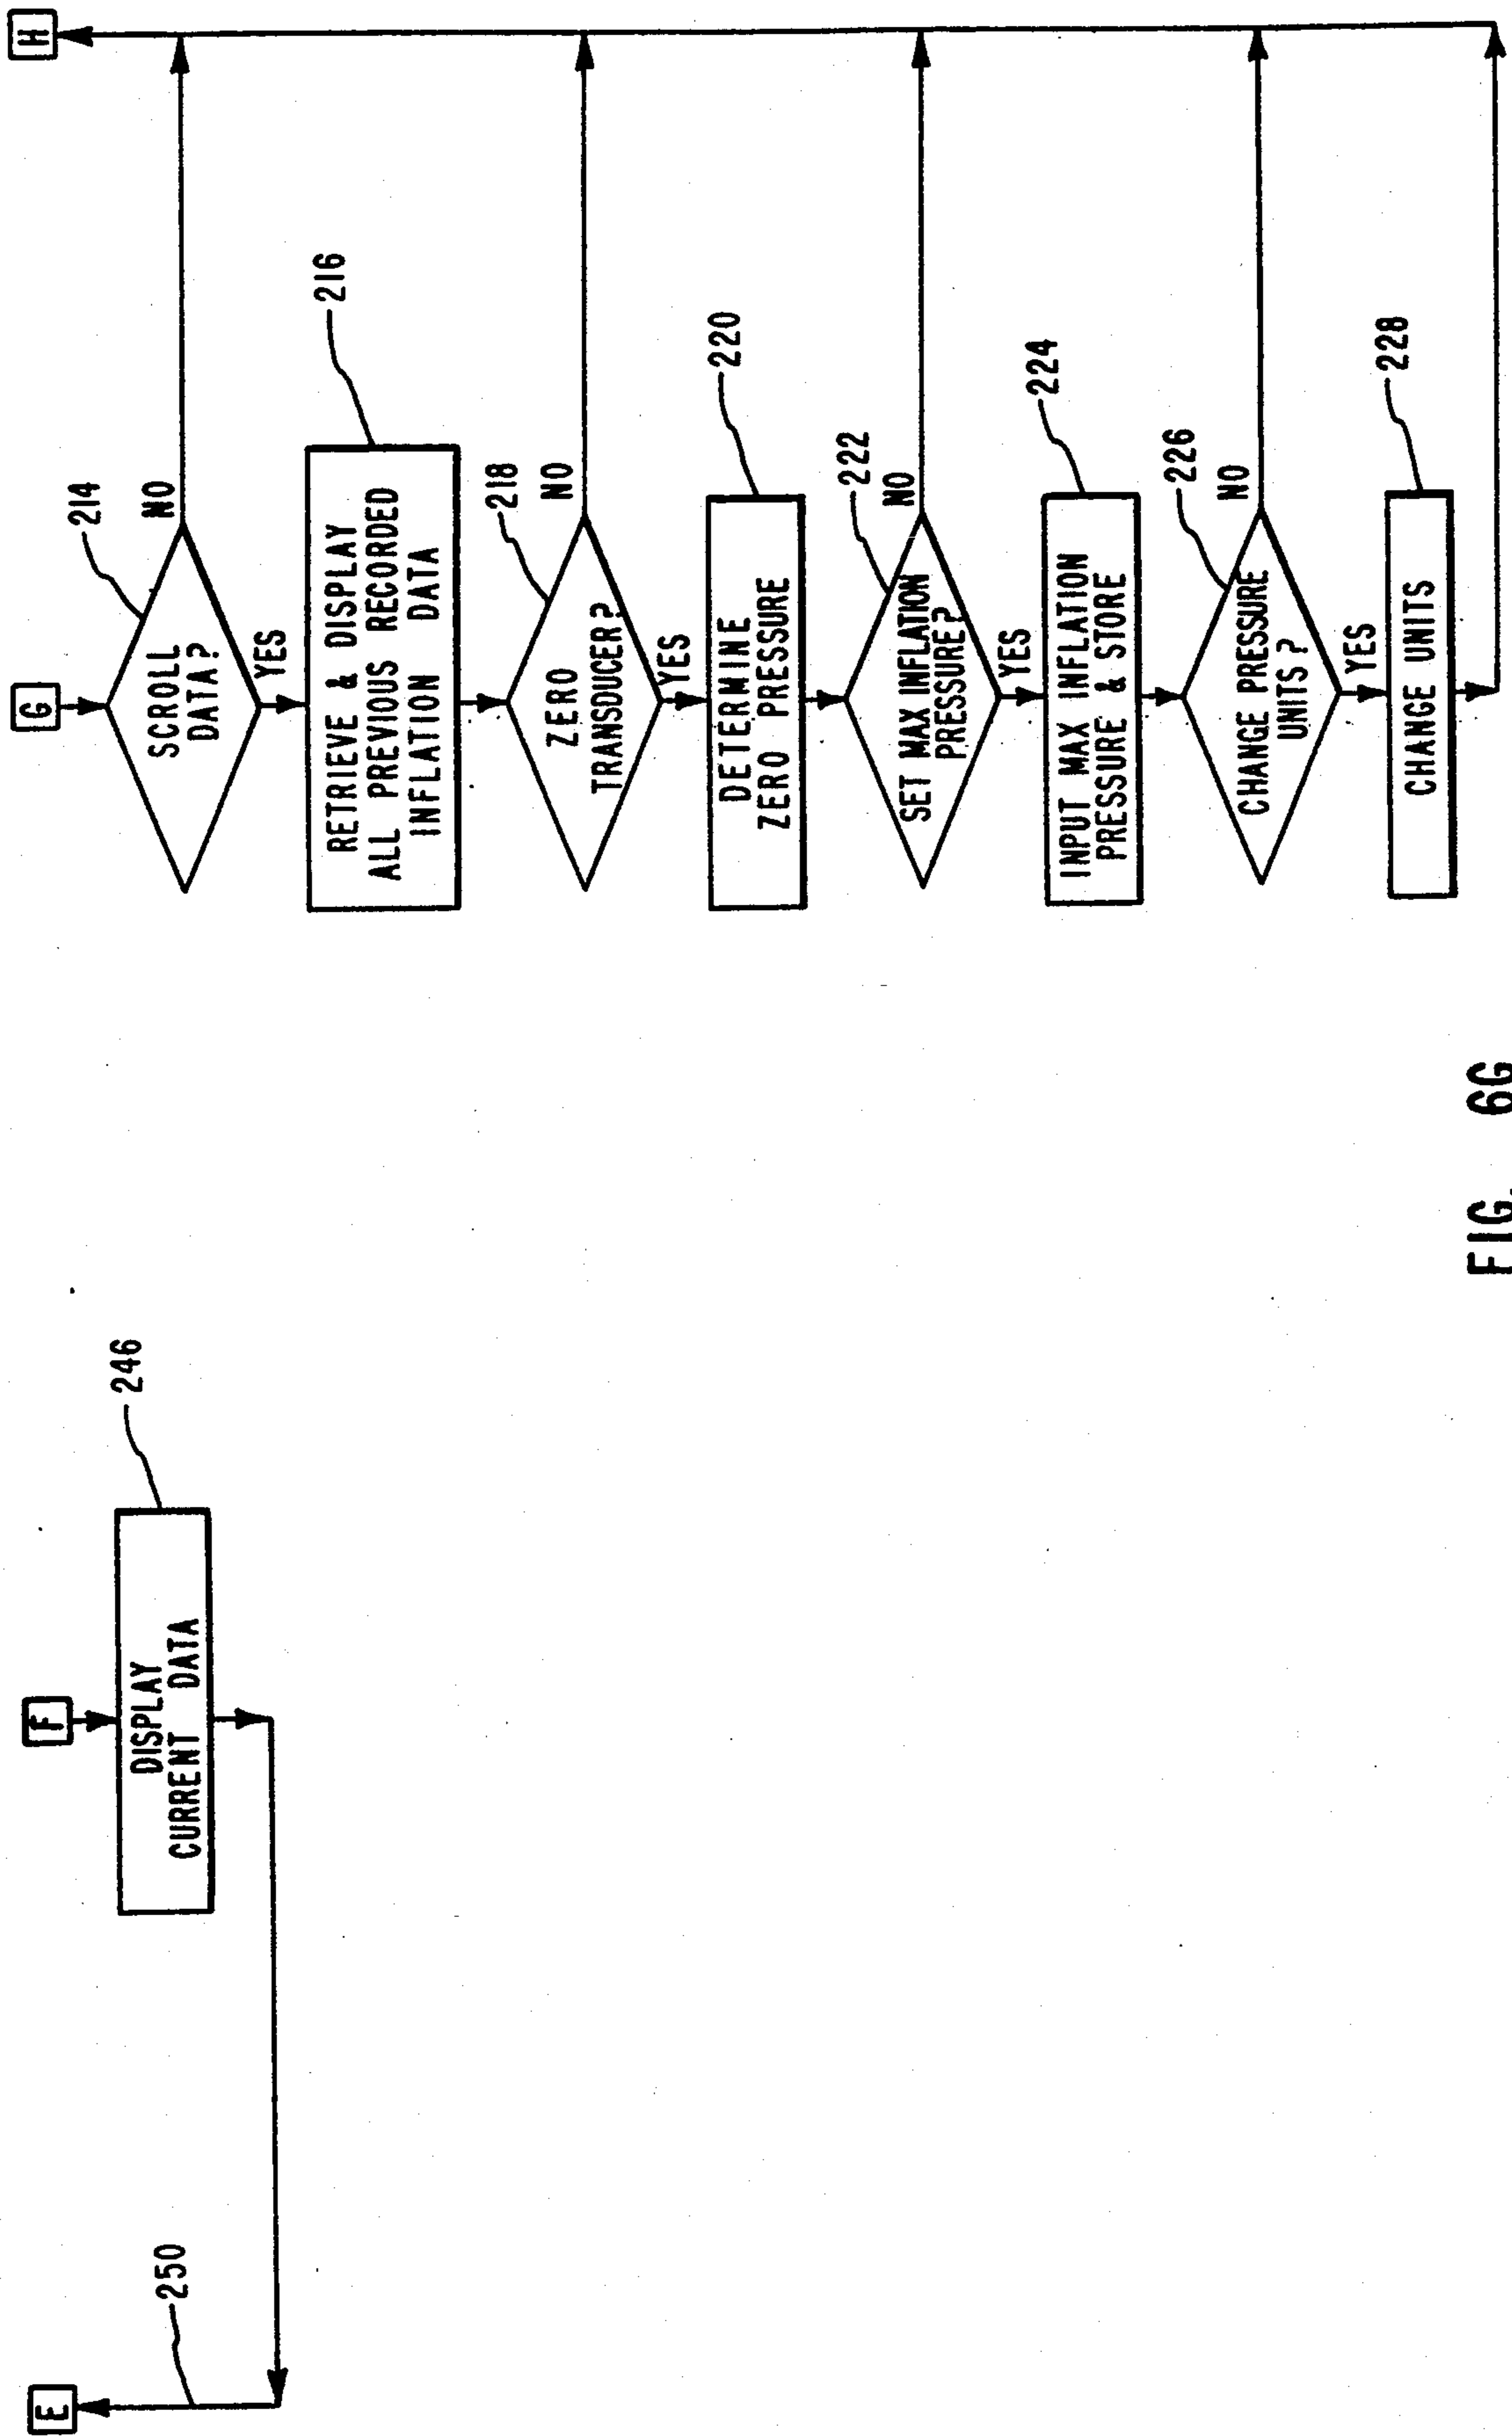 E
250
F
DISPLAY
CURRENT DATA
246
G
H
SCROLL
DATA?
214
NO
YES
RETRIEVE & DISPLAY
ALL PREVIOUS RECORDED
INFLATION DATA
216
ZERO
TRANSDUCER?
218
NO
YES
DETERMINE
ZERO PRESSURE
220
SET MAX INFLATION
PRESSURE?
222
NO
YES
INPUT MAX INFLATION
PRESSURE & STORE
224
CHANGE PRESSURE
UNITS?
226
NO
YES
CHANGE UNITS
228
FIG. 6G